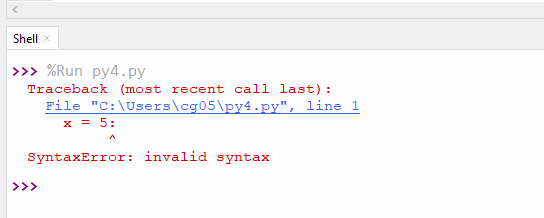 Shell
>>> %Run py4.py
Traceback (most recent call last):
File "C:\Users\cg05\py4.py", line 1
x = 5:
^
SyntaxError: invalid syntax
>>>